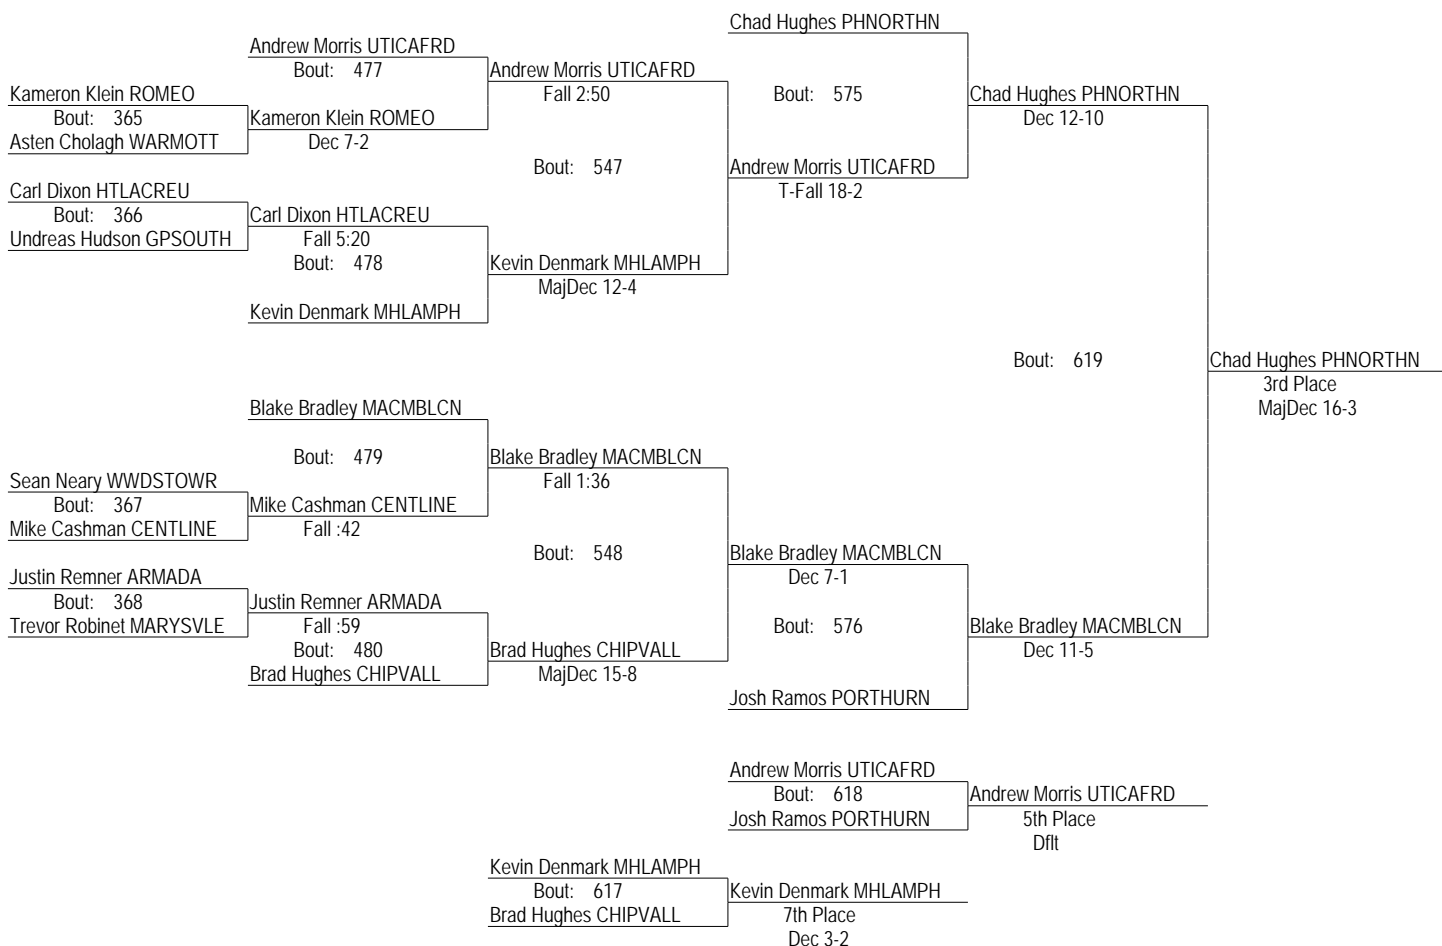 Chad Hughes PHNORTHN
Andrew Morris UTICAFRD
Bout: 477
Andrew Morris UTICAFRD
Fall 2:50
Kameron Klein ROMEO
Bout: 365
Asten Cholagh WARMOTT
Kameron Klein ROMEO
Dec 7-2
Bout: 575
Chad Hughes PHNORTHN
Dec 12-10
Bout: 547
Andrew Morris UTICAFRD
T-Fall 18-2
Carl Dixon HTLACREU
Bout: 366
Undreas Hudson GPSOUTH
Carl Dixon HTLACREU
Fall 5:20
Bout: 478
Kevin Denmark MHLAMPH
MajDec 12-4
Kevin Denmark MHLAMPH
Bout: 619
Chad Hughes PHNORTHN
3rd Place
MajDec 16-3
Blake Bradley MACMBLCN
Bout: 479
Blake Bradley MACMBLCN
Fall 1:36
Sean Neary WWDSTOWR
Bout: 367
Mike Cashman CENTLINE
Mike Cashman CENTLINE
Fall :42
Bout: 548
Blake Bradley MACMBLCN
Dec 7-1
Justin Remner ARMADA
Bout: 368
Trevor Robinet MARYSVLE
Justin Remner ARMADA
Fall :59
Bout: 480
Brad Hughes CHIPVALL
Brad Hughes CHIPVALL
MajDec 15-8
Bout: 576
Blake Bradley MACMBLCN
Dec 11-5
Josh Ramos PORTHURN
Andrew Morris UTICAFRD
Bout: 618
Josh Ramos PORTHURN
Andrew Morris UTICAFRD
5th Place
Dflt
Kevin Denmark MHLAMPH
Bout: 617
Brad Hughes CHIPVALL
Kevin Denmark MHLAMPH
7th Place
Dec 3-2